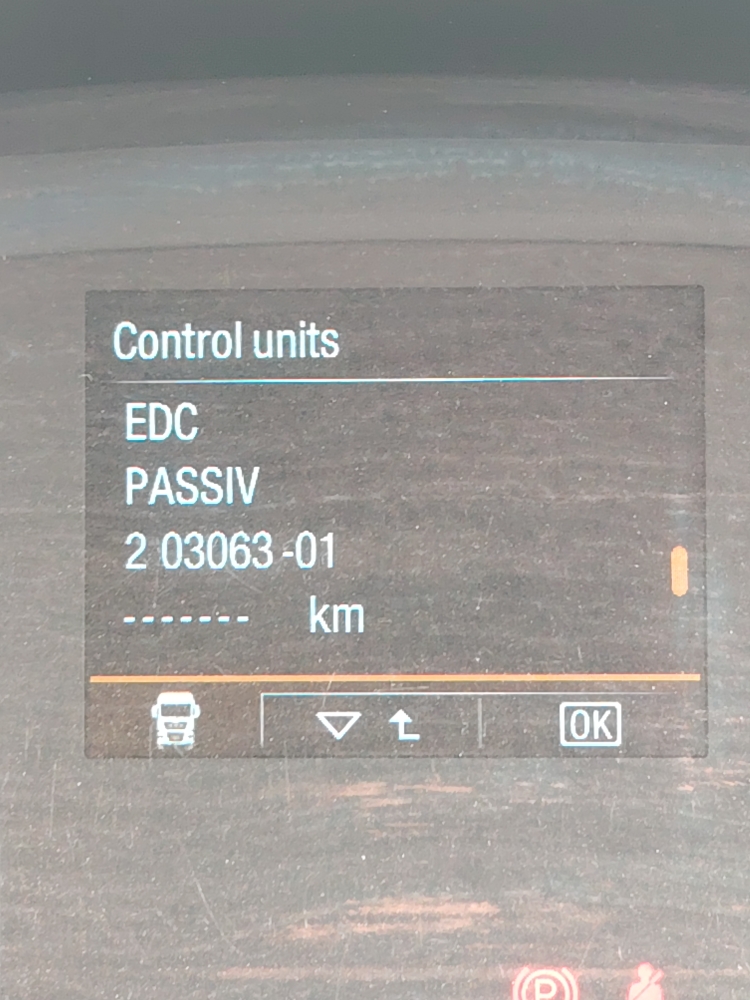 Control units
EDC
PASSIV
2 03063-01
------- km
OK
P